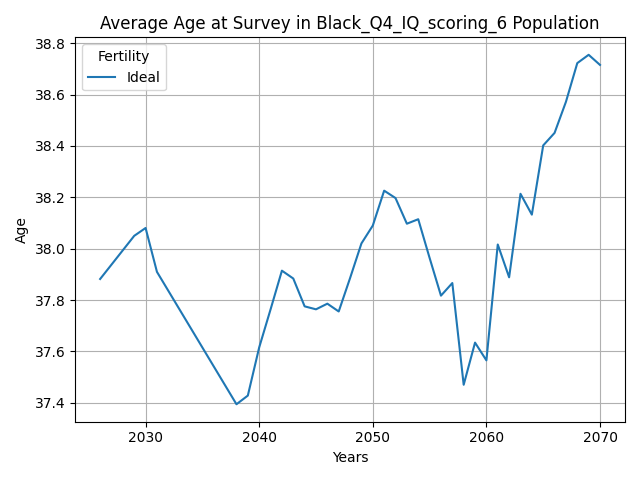 Average Age at Survey in Black_Q4_IQ_scoring_6 Population
Fertility
Ideal
38.8
38.6
38.4
38.2
38.0
37.8
37.6
37.4
Age
2030 2040 2050 2060 2070
Years